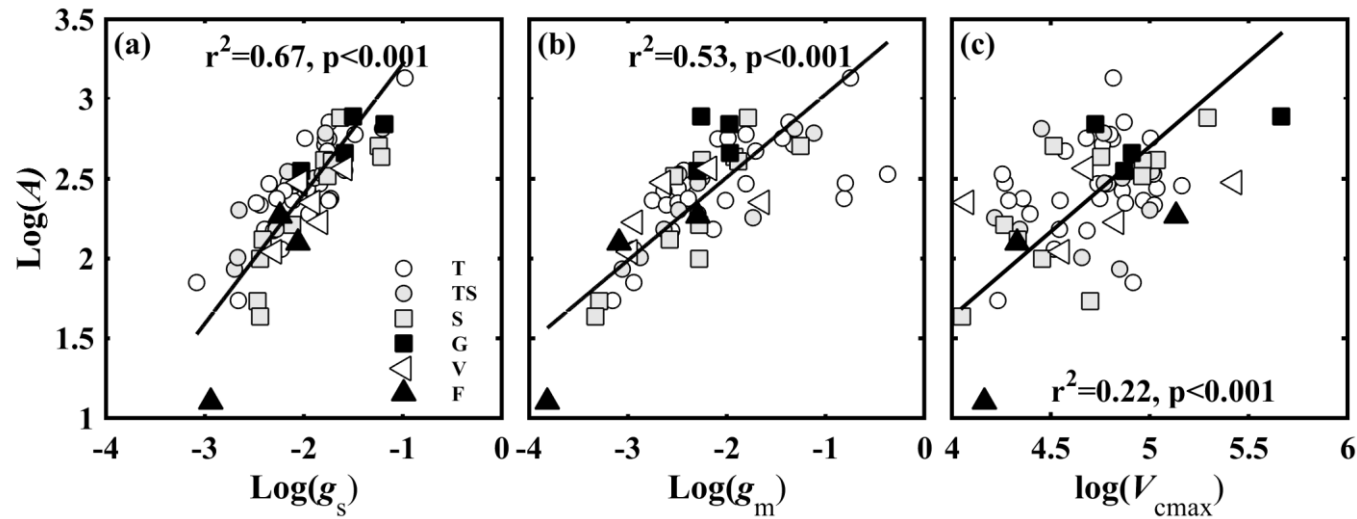 3.5
3
2.5
2
1.5
1
Log(A)
(a)
r²=0.67, p<0.001
T
TS
S
G
V
F
-4 -3 -2 -1 0
Log(gₛ)
(b)
r²=0.53, p<0.001
-4 -3 -2 -1 0
Log(gₘ)
(c)
r²=0.22, p<0.001
4 4.5 5 5.5 6
log(Vcmax)